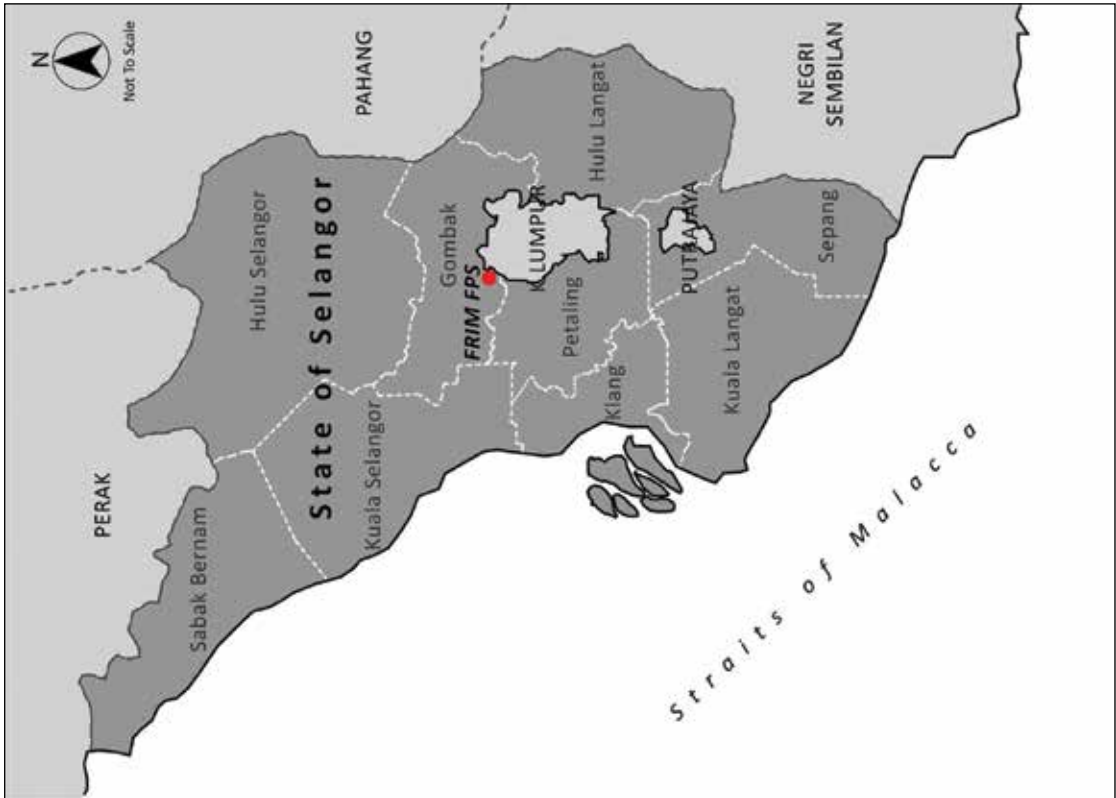 N
Not To Scale
PERAK
Sabak Bernam
Hulu Selangor
State of Selangor
PAHANG
Kuala Selangor
Gombak
FRIM FPS
K.LUMPUR
Petaling
Hulu Langat
Klang
PUTRAJAYA
Kuala Langat
NEGRI
SEMBILAN
Sepang
Straits of Malacca